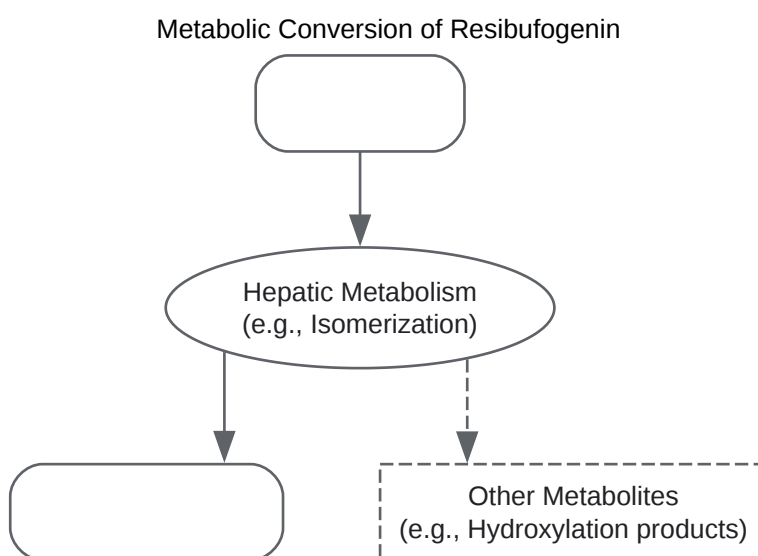 Metabolic Conversion of Resibufogenin
Hepatic Metabolism
(e.g., Isomerization)
Other Metabolites
(e.g., Hydroxylation products)